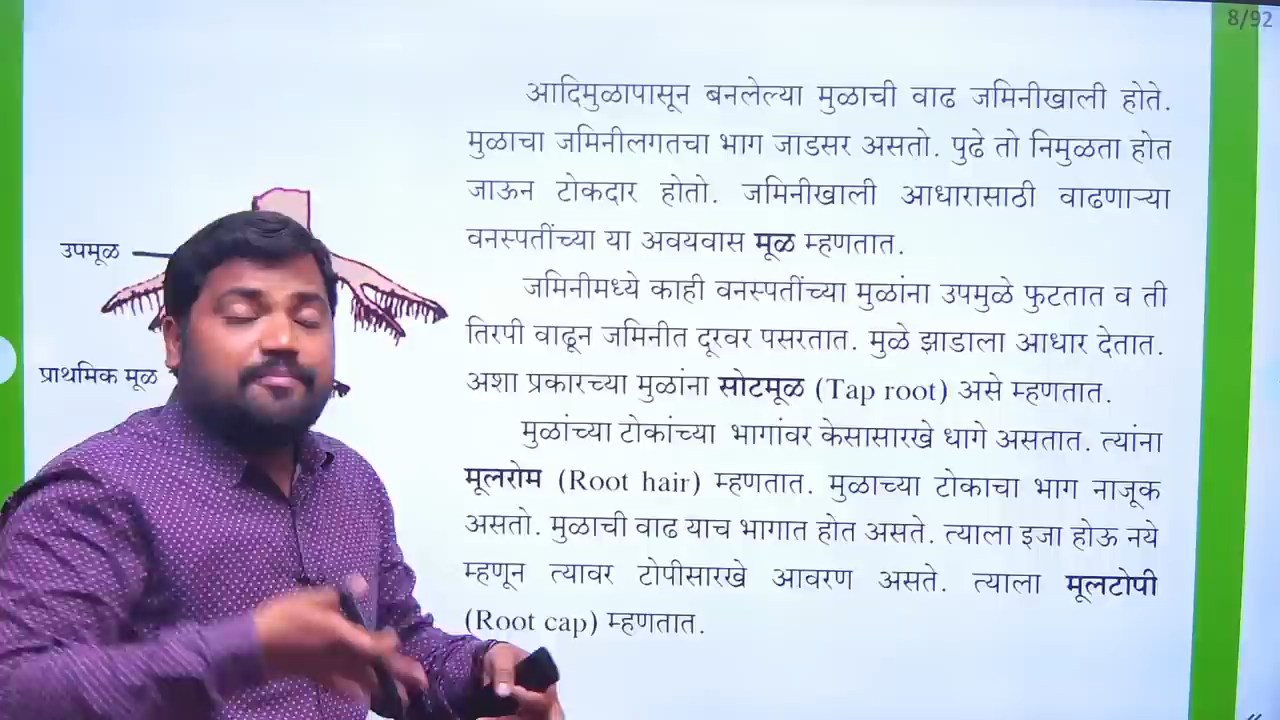 8/92
आदिमुळापासून बनलेल्या मुळाची वाढ जमिनीखाली होते.
मुळाचा जमिनीलगतचा भाग जाडसर असतो. पुढे तो निमुळता होत
जाऊन टोकदार होतो. जमिनीखाली आधारासाठी वाढणाऱ्या
वनस्पतींच्या या अवयवास मूळ म्हणतात.
जमिनीमध्ये काही वनस्पतींच्या मुळांना उपमुळे फुटतात व ती
तिरपी वाढून जमिनीत दूरवर पसरतात. मुळे झाडाला आधार देतात.
अशा प्रकारच्या मुळांना सोटमूळ (Tap root) असे म्हणतात.
मुळांच्या टोकांच्या भागांवर केसासारखे धागे असतात. त्यांना
मूलरोम (Root hair) म्हणतात. मुळाच्या टोकाचा भाग नाजूक
असतो. मुळाची वाढ याच भागात होत असते. त्याला इजा होऊ नये
म्हणून त्यावर टोपीसारखे आवरण असते. त्याला मूलटोपी
(Root cap) म्हणतात.
उपमूळ
प्राथमिक मूळ